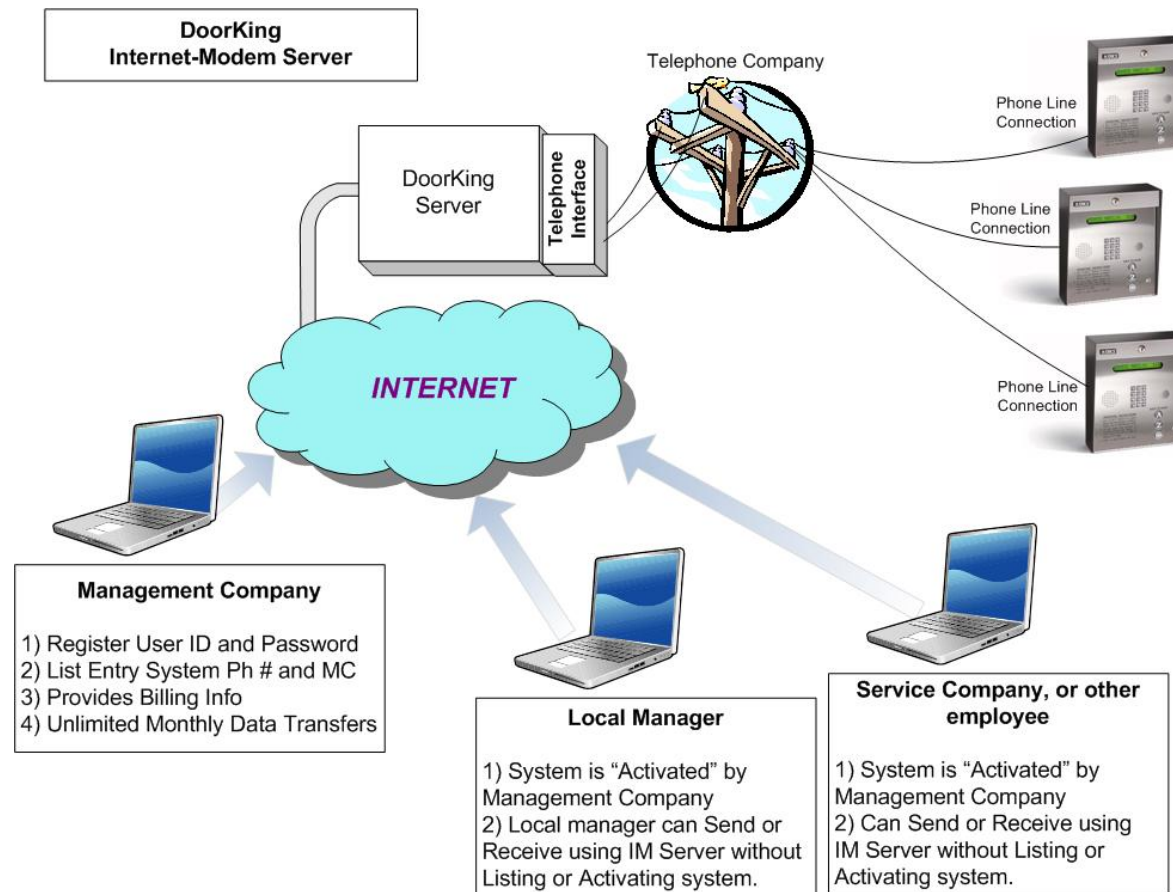 DoorKing
Internet-Modem Server
Telephone Company
Phone Line
Connection
DoorKing
Server
Telephone
Interface
Phone Line
Connection
INTERNET
Phone Line
Connection
Management Company
1) Register User ID and Password
2) List Entry System Ph # and MC
3) Provides Billing Info
4) Unlimited Monthly Data Transfers
Local Manager
1) System is “Activated” by
Management Company
2) Local manager can Send or
Receive using IM Server without
Listing or Activating system.
Service Company, or other
employee
1) System is “Activated” by
Management Company
2) Can Send or Receive using
IM Server without Listing or
Activating system.